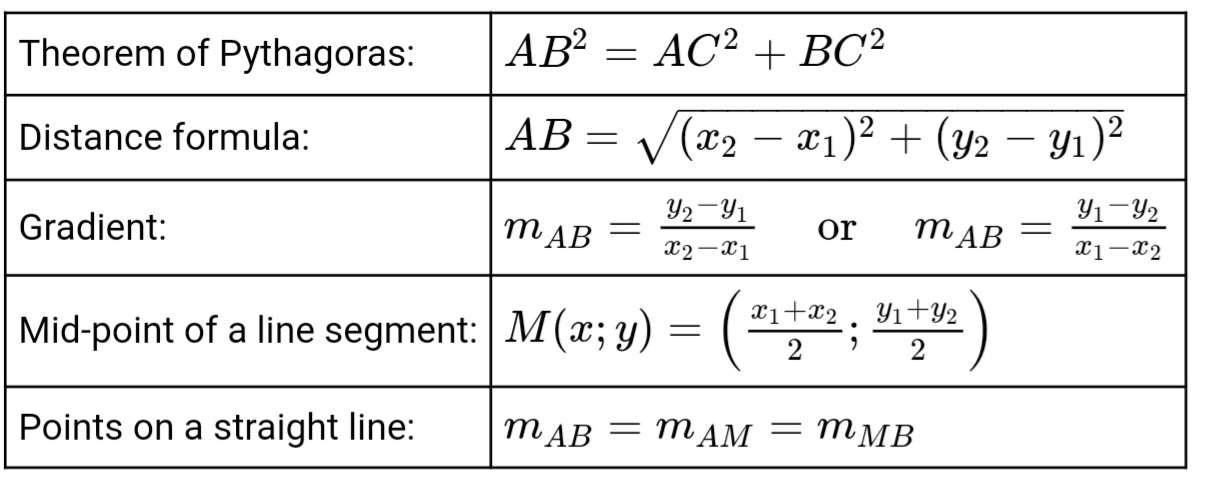 Theorem of Pythagoras: AB² = AC² + BC²
Distance formula: AB = √((x₂ − x₁)² + (y₂ − y₁)²)
Gradient: m_AB = (y₂−y₁)/(x₂−x₁) or m_AB = (y₁−y₂)/(x₁−x₂)
Mid-point of a line segment: M(x; y) = ((x₁+x₂)/2 ; (y₁+y₂)/2)
Points on a straight line: m_AB = m_AM = m_MB